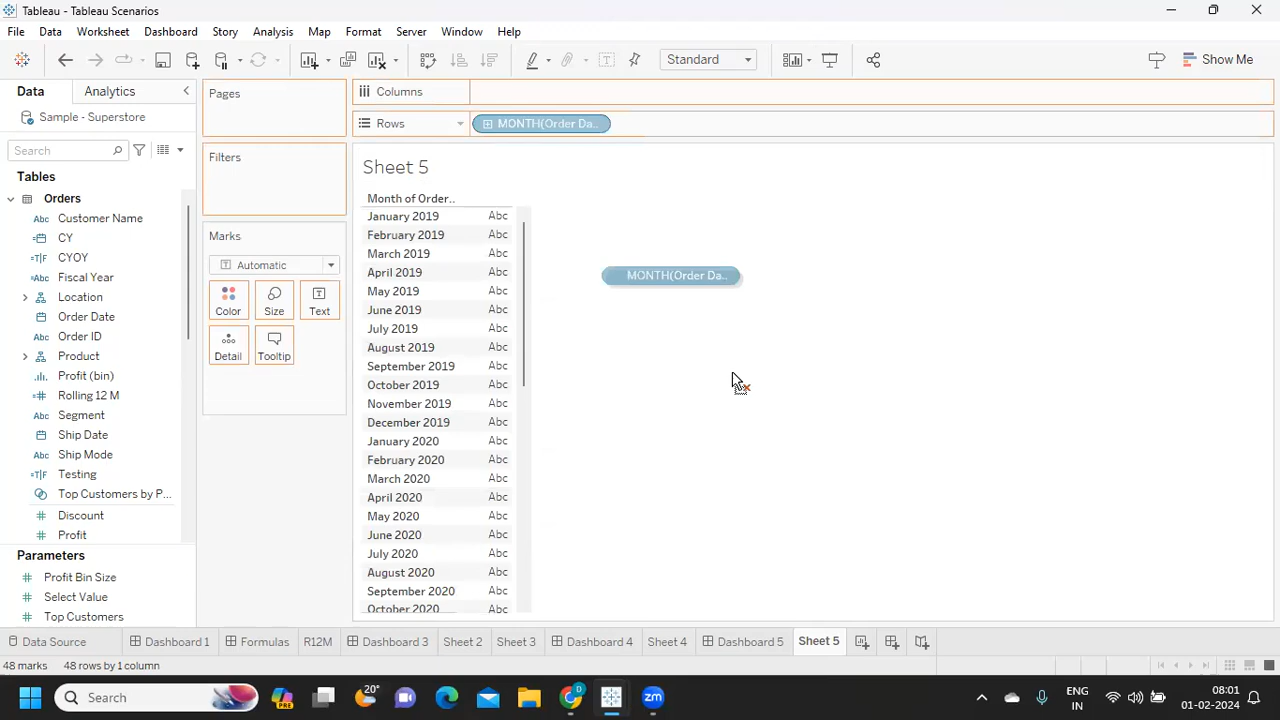 Tableau - Tableau Scenarios
File Data Worksheet Dashboard Story Analysis Map Format Server Window Help
Standard
Show Me
Data Analytics
Sample - Superstore
Search
Tables
Orders
Abc Customer Name
CY
=T|F CYOY
=Abc Fiscal Year
Location
Order Date
Abc Order ID
Product
Profit (bin)
=# Rolling 12 M
Abc Segment
Ship Date
Abc Ship Mode
=T|F Testing
Top Customers by P...
# Discount
# Profit
Parameters
# Profit Bin Size
# Select Value
# Top Customers
Pages
Filters
Marks
Automatic
Color Size Text
Detail Tooltip
Columns
Rows MONTH(Order Da..
Sheet 5
Month of Order..
January 2019 Abc
February 2019 Abc
March 2019 Abc
April 2019 Abc
May 2019 Abc
June 2019 Abc
July 2019 Abc
August 2019 Abc
September 2019 Abc
October 2019 Abc
November 2019 Abc
December 2019 Abc
January 2020 Abc
February 2020 Abc
March 2020 Abc
April 2020 Abc
May 2020 Abc
June 2020 Abc
July 2020 Abc
August 2020 Abc
September 2020 Abc
October 2020 Abc
MONTH(Order Da..
Data Source Dashboard 1 Formulas R12M Dashboard 3 Sheet 2 Sheet 3 Dashboard 4 Sheet 4 Dashboard 5 Sheet 5
48 marks 48 rows by 1 column
Search
PRE
20°
zm
ENG
IN
08:01
01-02-2024